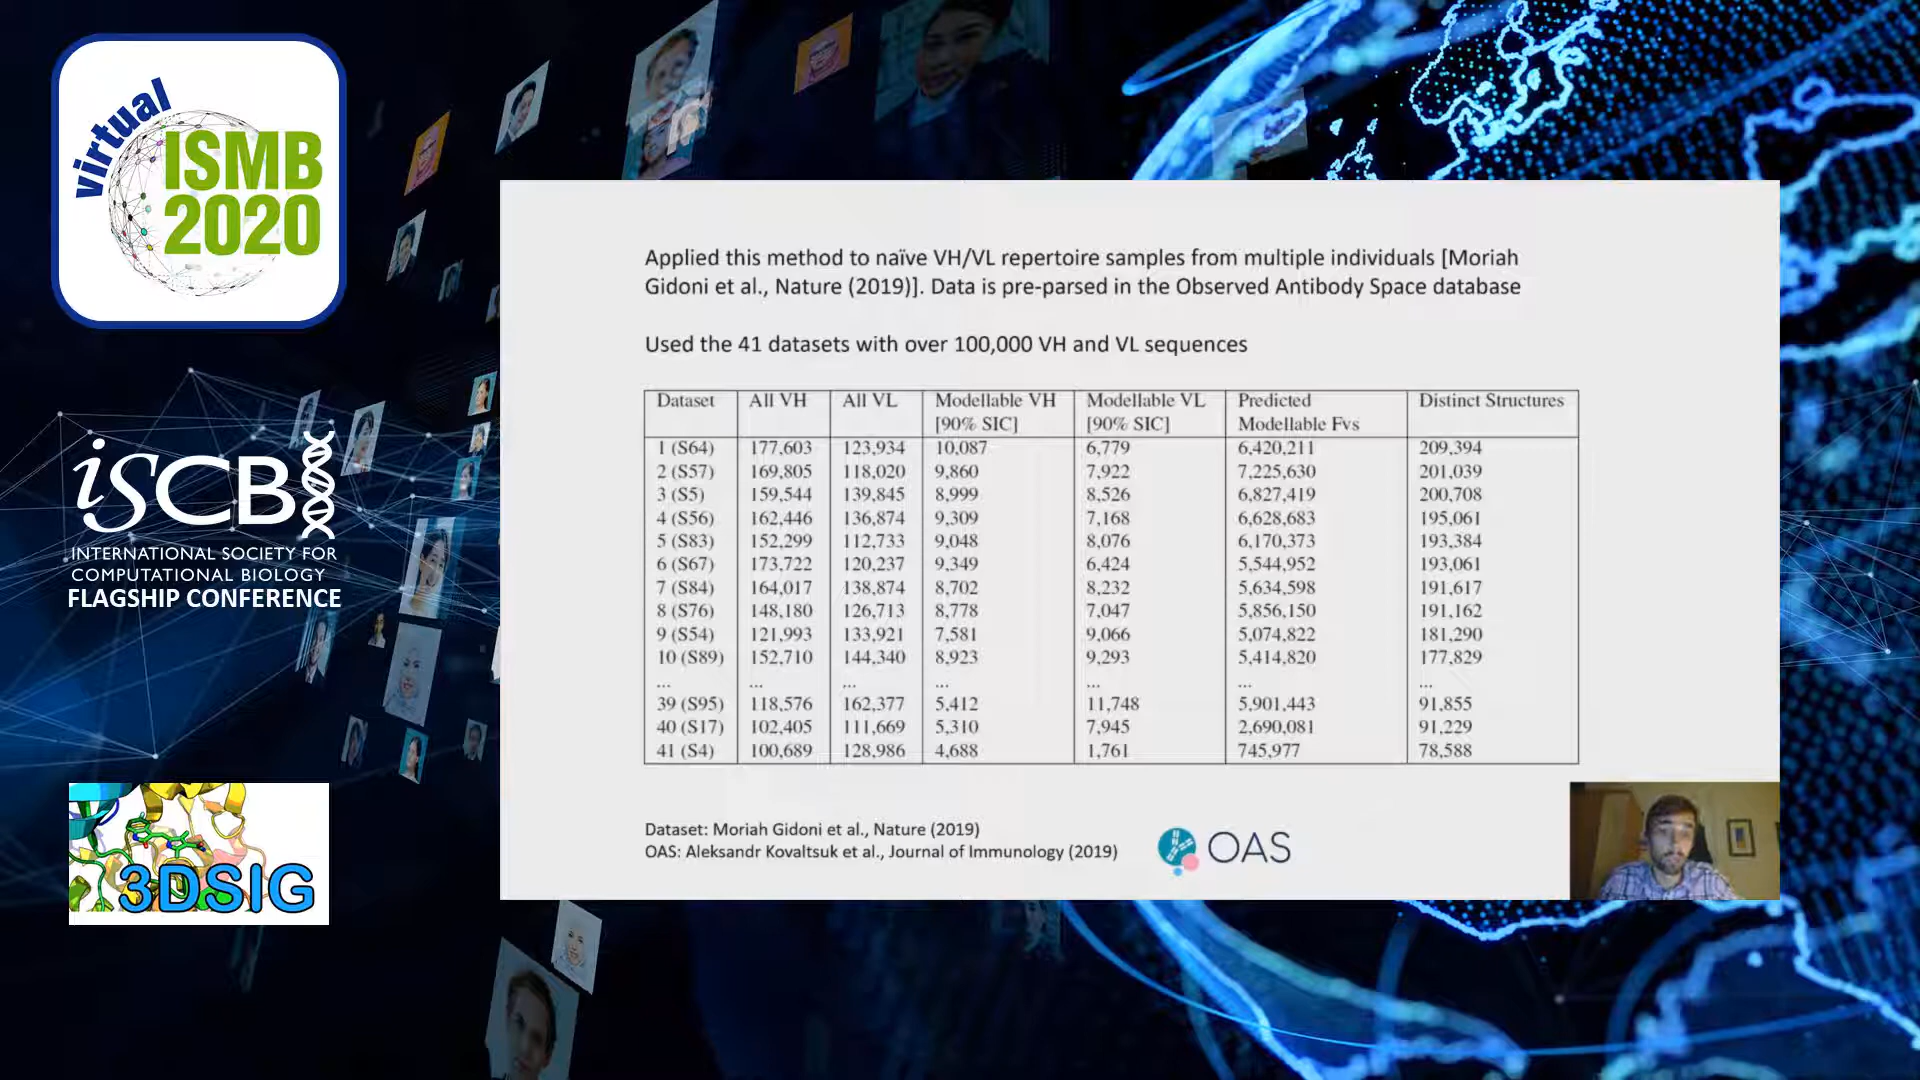 virtual
ISMB
2020
iSCB
INTERNATIONAL SOCIETY FOR
COMPUTATIONAL BIOLOGY
FLAGSHIP CONFERENCE
3DSIG
Applied this method to naïve VH/VL repertoire samples from multiple individuals [Moriah
Gidoni et al., Nature (2019)]. Data is pre-parsed in the Observed Antibody Space database
Used the 41 datasets with over 100,000 VH and VL sequences
Dataset All VH All VL Modellable VH [90% SIC] Modellable VL [90% SIC] Predicted Modellable Fvs Distinct Structures
1 (S64) 177,603 123,934 10,087 6,779 6,420,211 209,394
2 (S57) 169,805 118,020 9,860 7,922 7,225,630 201,039
3 (S5) 159,544 139,845 8,999 8,526 6,827,419 200,708
4 (S56) 162,446 136,874 9,309 7,168 6,628,683 195,061
5 (S83) 152,299 112,733 9,048 8,076 6,170,373 193,384
6 (S67) 173,722 120,237 9,349 6,424 5,544,952 193,061
7 (S84) 164,017 138,874 8,702 8,232 5,634,598 191,617
8 (S76) 148,180 126,713 8,778 7,047 5,856,150 191,162
9 (S54) 121,993 133,921 7,581 9,066 5,074,822 181,290
10 (S89) 152,710 144,340 8,923 9,293 5,414,820 177,829
... ... ... ... ... ... ...
39 (S95) 118,576 162,377 5,412 11,748 5,901,443 91,855
40 (S17) 102,405 111,669 5,310 7,945 2,690,081 91,229
41 (S4) 100,689 128,986 4,688 1,761 745,977 78,588
Dataset: Moriah Gidoni et al., Nature (2019)
OAS: Aleksandr Kovaltsuk et al., Journal of Immunology (2019)
OAS